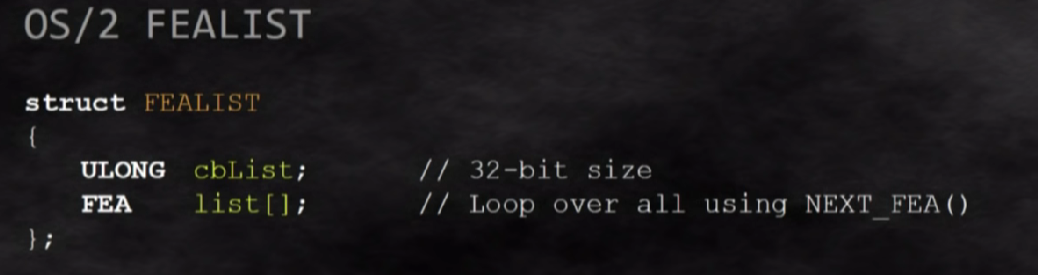 OS/2 FEALIST
struct FEALIST
{
ULONG cbList; // 32-bit size
FEA list[]; // Loop over all using NEXT_FEA()
};